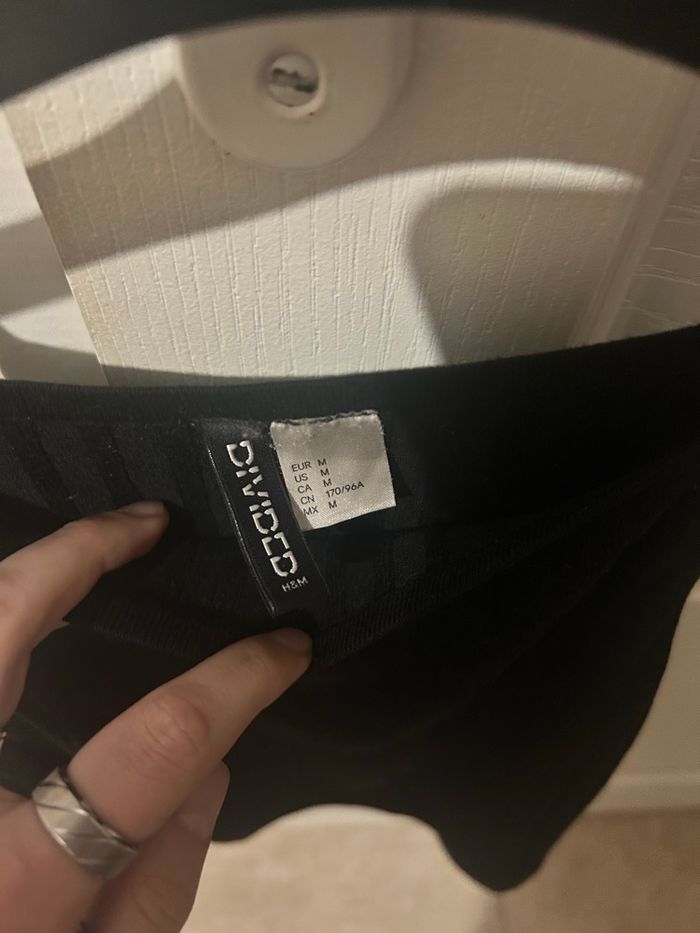 DIVIDED
H&M
EUR M
US M
CA M
CN 170/96A
MX M